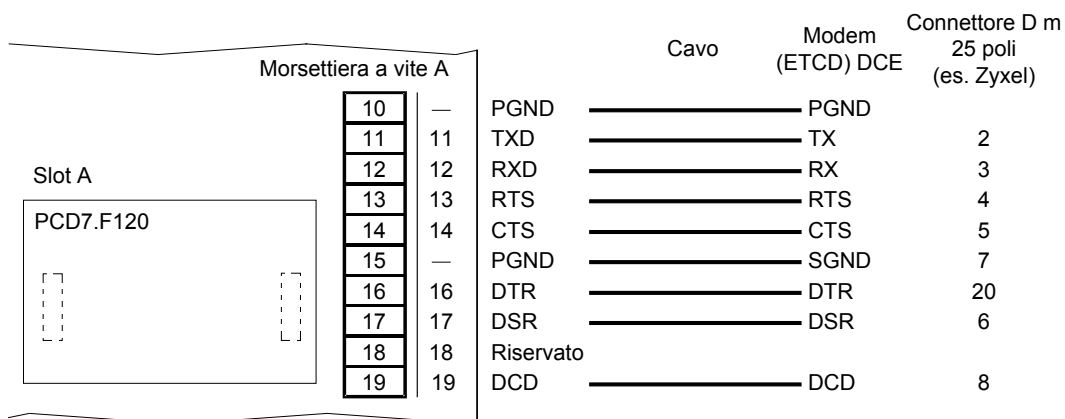 Connettore D m
25 poli
(es. Zyxel)
Modem
(ETCD) DCE
Cavo
Morsettiera a vite A
10 — PGND PGND
11 11 TXD TX 2
12 12 RXD RX 3
13 13 RTS RTS 4
14 14 CTS CTS 5
15 — PGND SGND 7
16 16 DTR DTR 20
17 17 DSR DSR 6
18 18 Riservato
19 19 DCD DCD 8
Slot A
PCD7.F120